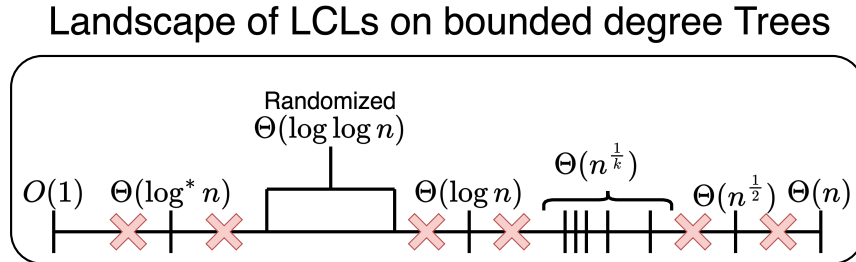 Landscape of LCLs on bounded degree Trees
Randomized
Θ(log log n)
O(1) Θ(log* n) Θ(log n) Θ(n^{1/k}) Θ(n^{1/2}) Θ(n)